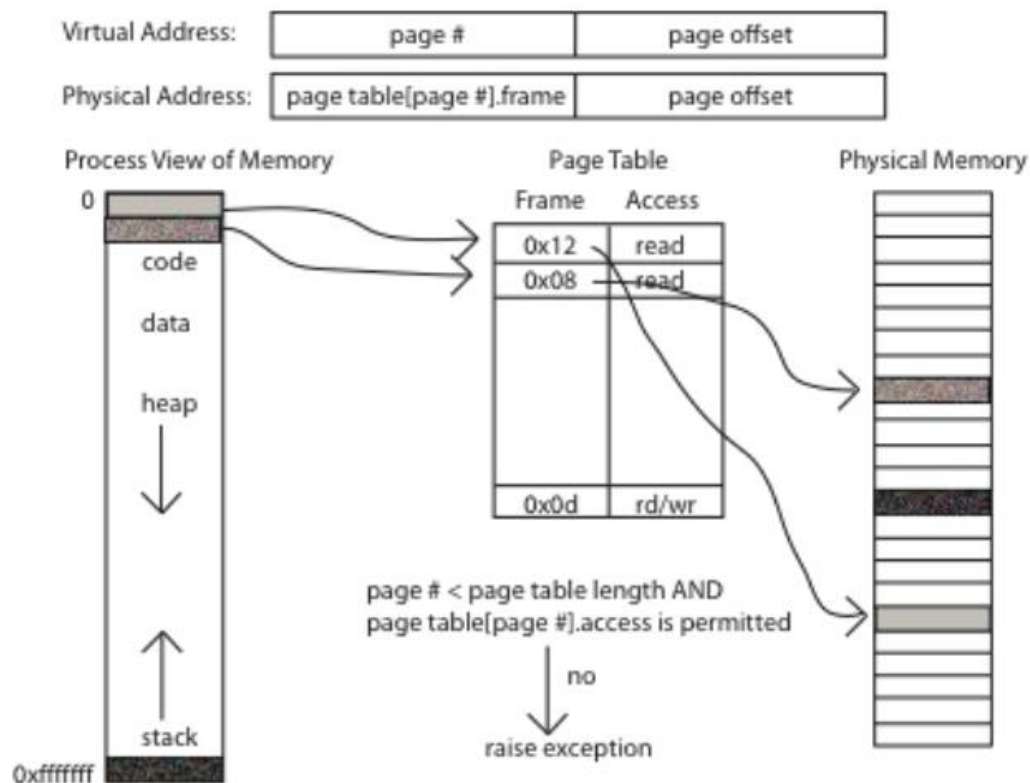 Virtual Address: page # page offset
Physical Address: page table[page #].frame page offset
Process View of Memory Page Table Physical Memory
0 Frame Access
0x12 read
code 0x08 read
data
heap
0x0d rd/wr
page # < page table length AND
page table[page #].access is permitted
no
stack raise exception
0xfffffff